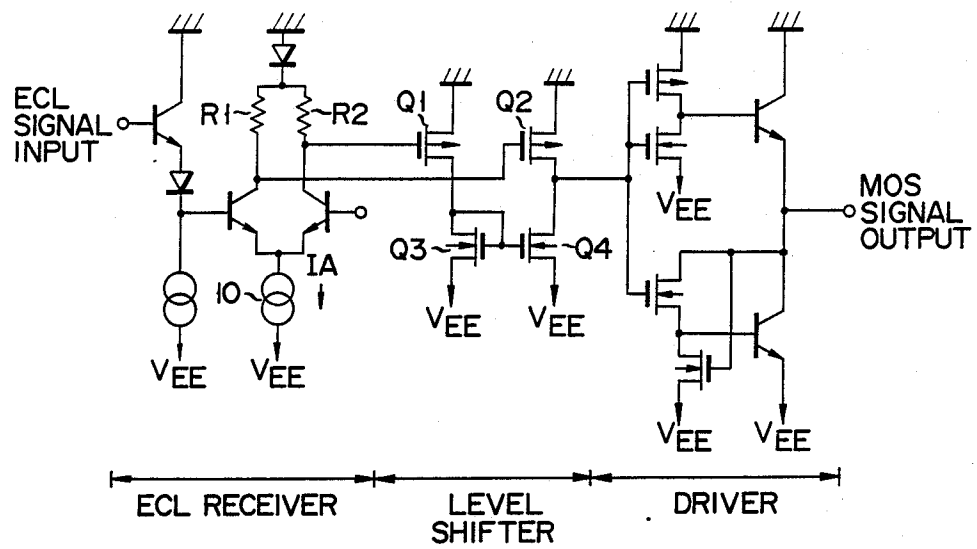 ECL
SIGNAL
INPUT
R1
R2
Q1
Q2
VEE
MOS
SIGNAL
OUTPUT
Q3
Q4
IA
10
VEE
VEE
VEE
VEE
VEE
VEE
ECL RECEIVER
LEVEL
SHIFTER
DRIVER